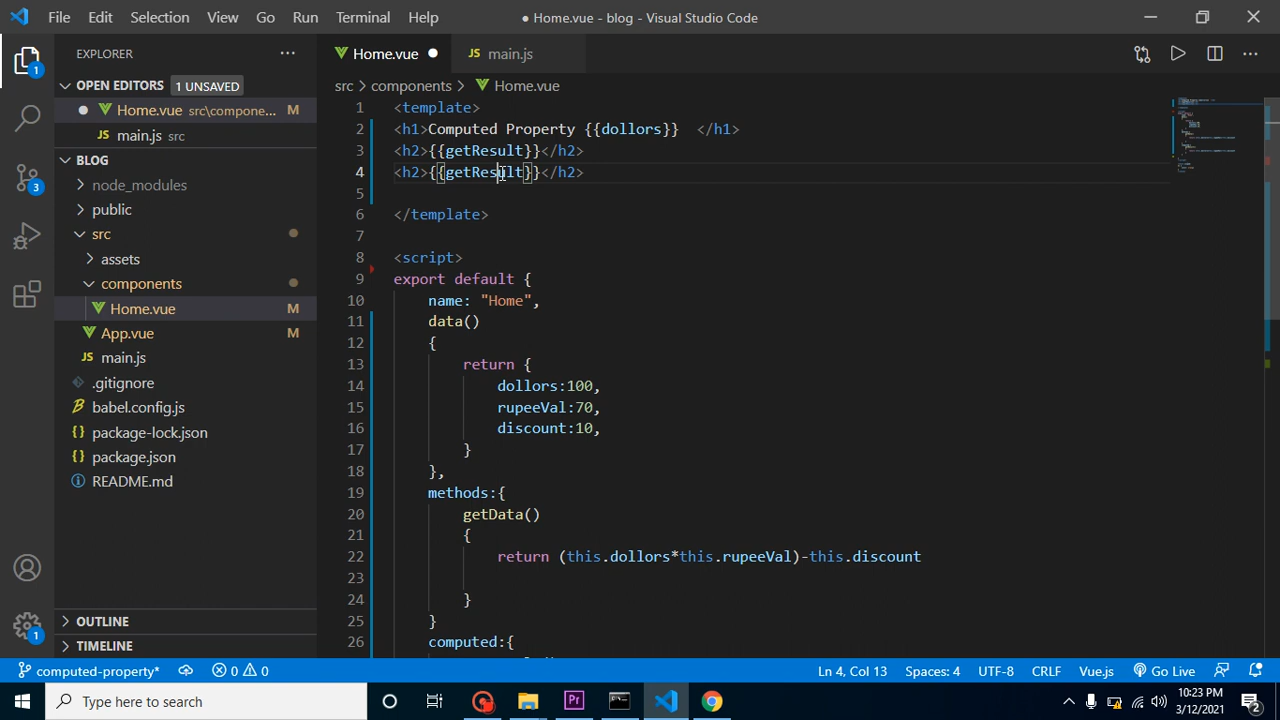 File Edit Selection View Go Run Terminal Help
● Home.vue - blog - Visual Studio Code
EXPLORER
OPEN EDITORS 1 UNSAVED
Home.vue src\compone... M
main.js src
BLOG
node_modules
public
src
assets
components
Home.vue M
App.vue M
JS main.js
.gitignore
babel.config.js
package-lock.json
package.json
README.md
OUTLINE
TIMELINE
1
3
1
Home.vue ●
JS main.js
src > components > Home.vue
1 <template>
2 <h1>Computed Property {{dollors}} </h1>
3 <h2>{{getResult}}</h2>
4 <h2>{{getResult}}</h2>
5
6 </template>
7
8 <script>
9 export default {
10 name: "Home",
11 data()
12 {
13 return {
14 dollors:100,
15 rupeeVal:70,
16 discount:10,
17 }
18 },
19 methods:{
20 getData()
21 {
22 return (this.dollors*this.rupeeVal)-this.discount
23
24 }
25 }
26 computed:{
computed-property* 0 0 Ln 4, Col 13 Spaces: 4 UTF-8 CRLF Vue.js Go Live
Type here to search
Pr
10:23 PM
3/12/2021
2